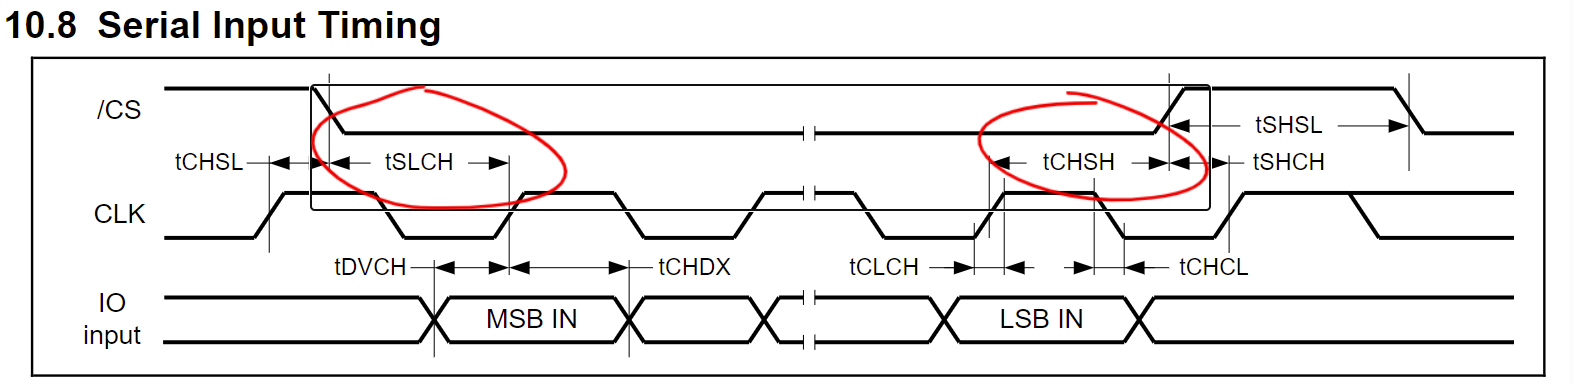 10.8 Serial Input Timing
/CS
tSHSL
tCHSL
tSLCH
tCHSH
tSHCH
CLK
tDVCH
tCHDX
tCLCH
tCHCL
IO
input
MSB IN
LSB IN